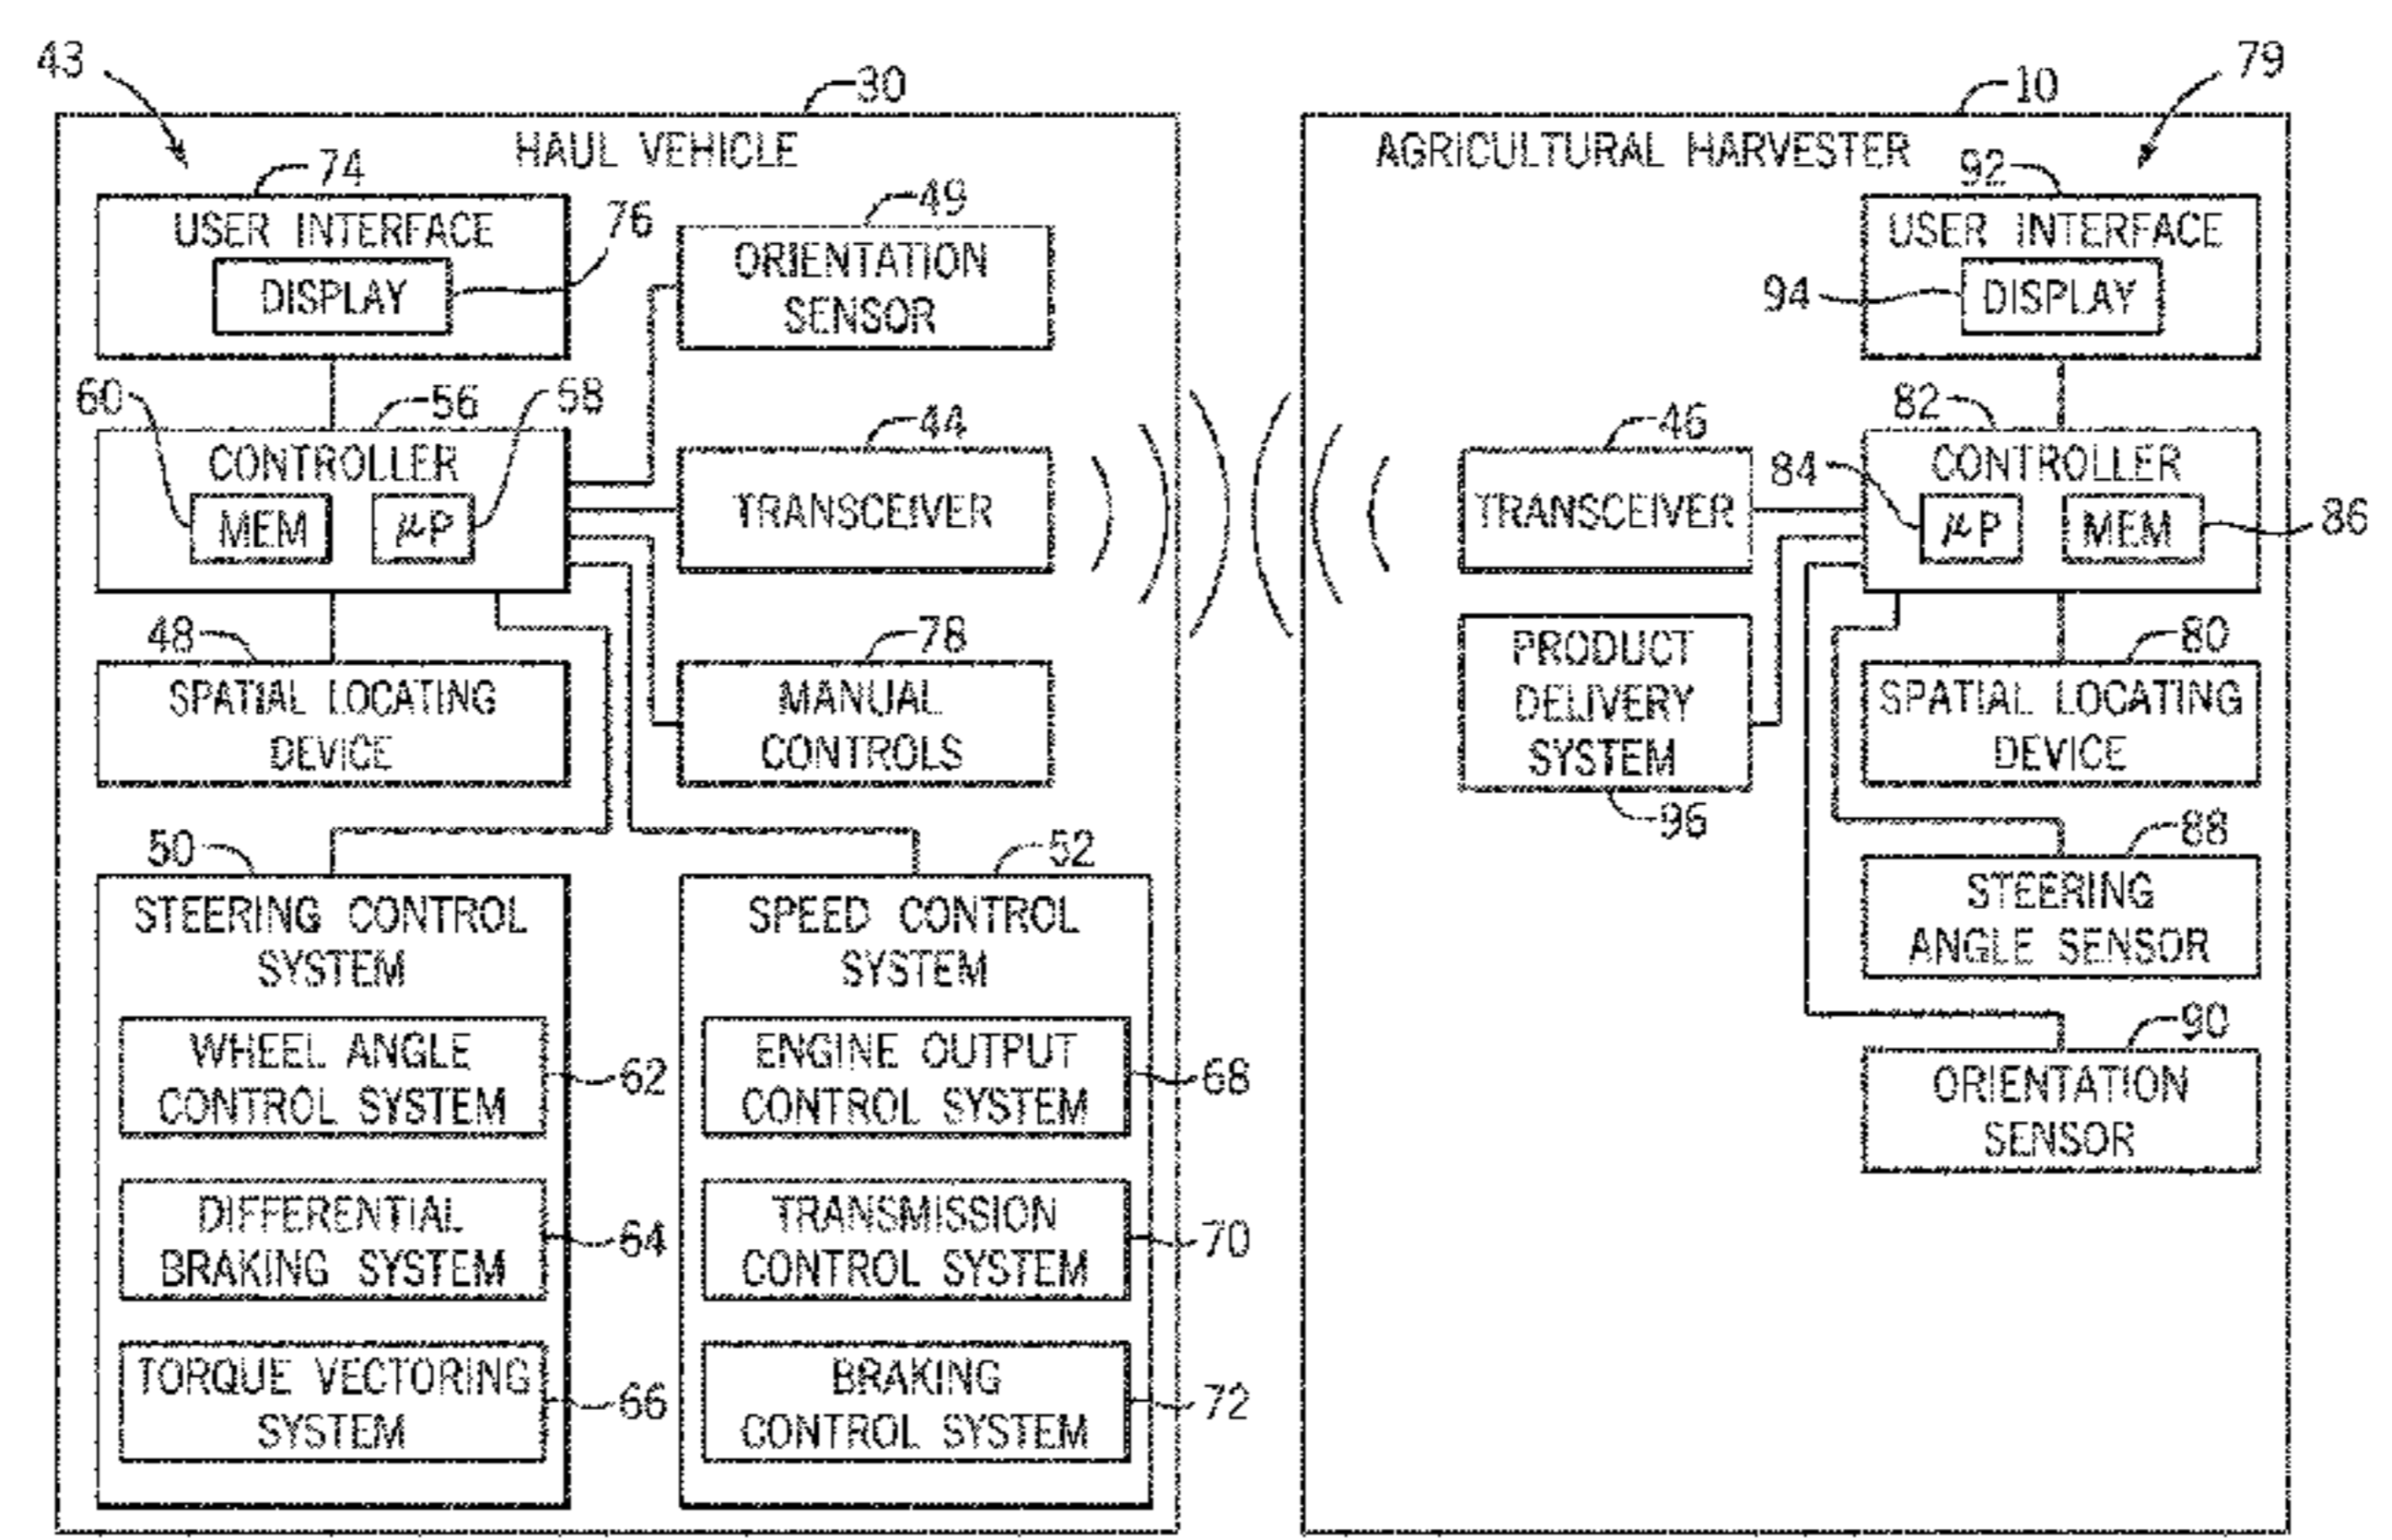 43
30
HAUL VEHICLE
74
USER INTERFACE
76
DISPLAY
49
ORIENTATION
SENSOR
60
56
58
CONTROLLER
MEM
μP
44
TRANSCEIVER
48
SPATIAL LOCATING
DEVICE
78
MANUAL
CONTROLS
50
STEERING CONTROL
SYSTEM
WHEEL ANGLE
CONTROL SYSTEM
62
DIFFERENTIAL
BRAKING SYSTEM
64
TORQUE VECTORING
SYSTEM
66
52
SPEED CONTROL
SYSTEM
ENGINE OUTPUT
CONTROL SYSTEM
68
TRANSMISSION
CONTROL SYSTEM
70
BRAKING
CONTROL SYSTEM
72
10
79
AGRICULTURAL HARVESTER
92
USER INTERFACE
94
DISPLAY
46
TRANSCEIVER
82
CONTROLLER
84
μP
MEM
86
PRODUCT
DELIVERY
SYSTEM
96
80
SPATIAL LOCATING
DEVICE
88
STEERING
ANGLE SENSOR
90
ORIENTATION
SENSOR